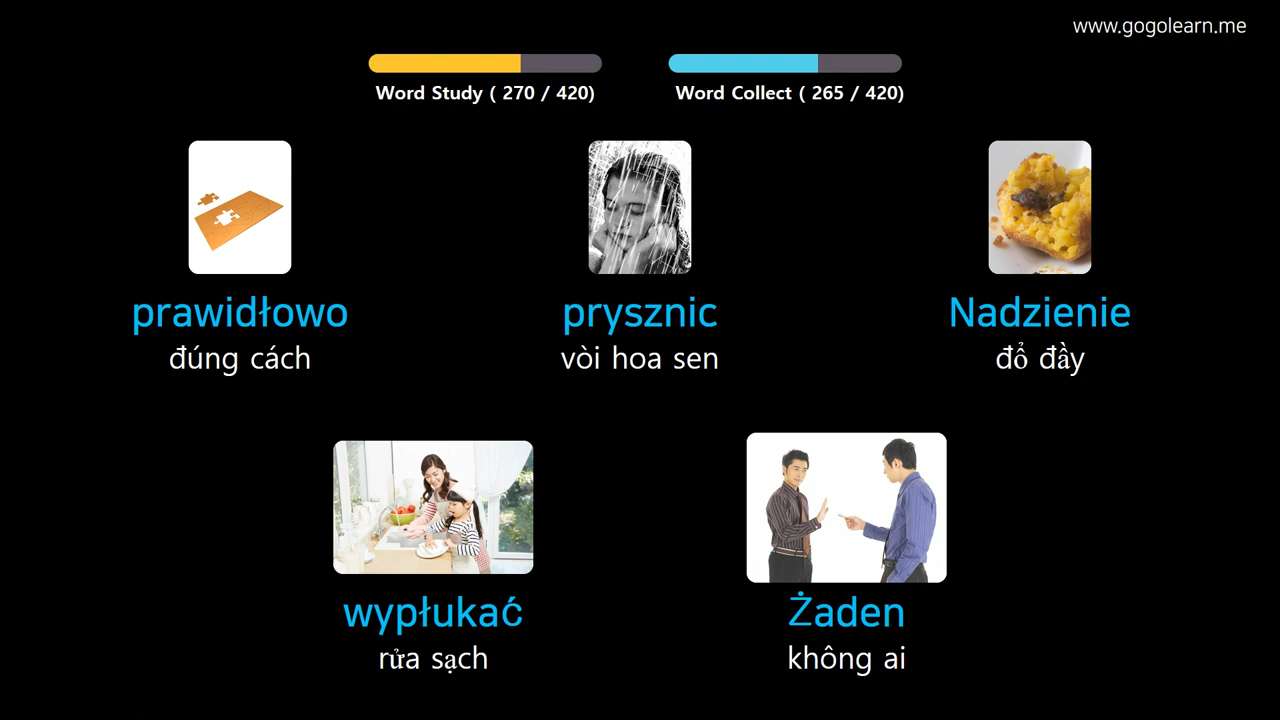 www.gogolearn.me
Word Study ( 270 / 420)
Word Collect ( 265 / 420)
prawidłowo
đúng cách
prysznic
vòi hoa sen
Nadzienie
đổ đầy
wypłukać
rửa sạch
Żaden
không ai